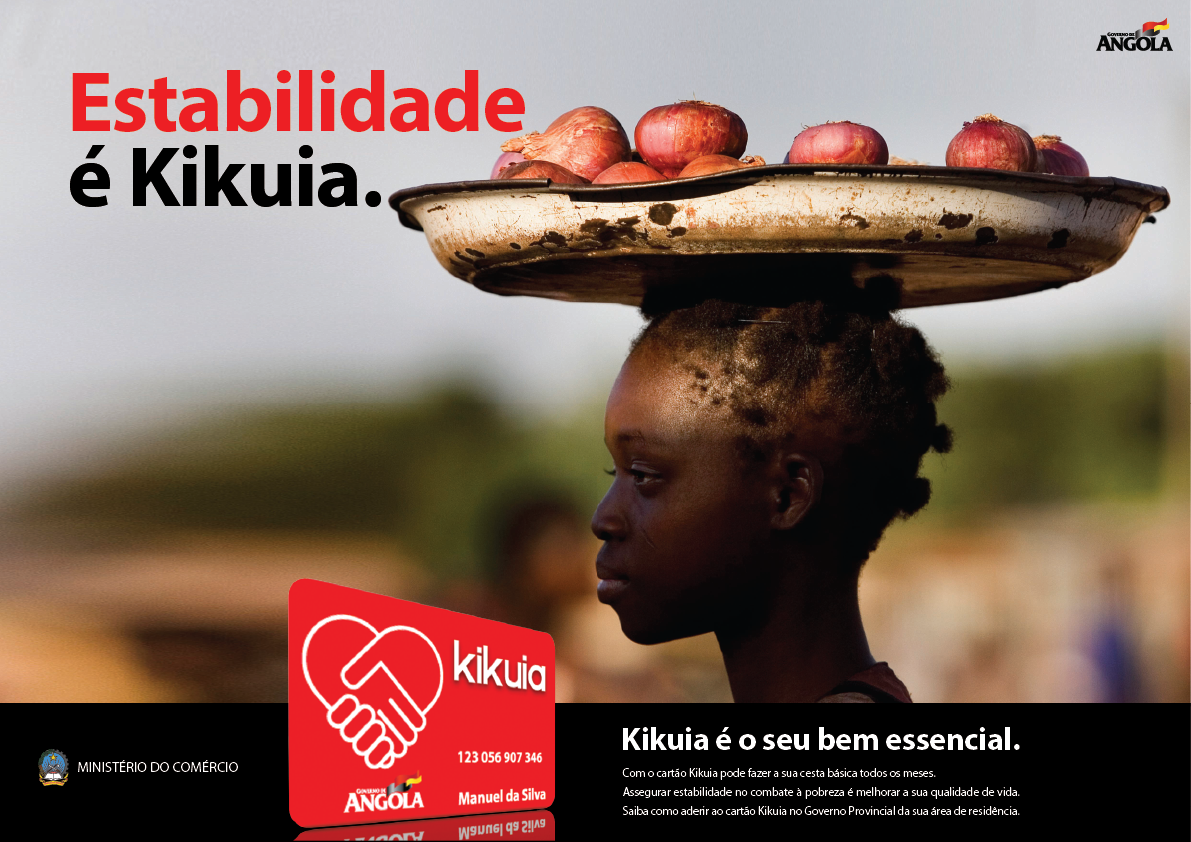 GOVERNO DE
ANGOLA
Estabilidade
é Kikuia.
kikuia
123 056 907 346
GOVERNO DE
ANGOLA
Manuel da Silva
MINISTÉRIO DO COMÉRCIO
Kikuia é o seu bem essencial.
Com o cartão Kikuia pode fazer a sua cesta básica todos os meses.
Assegurar estabilidade no combate à pobreza é melhorar a sua qualidade de vida.
Saiba como aderir ao cartão Kikuia no Governo Provincial da sua área de residência.